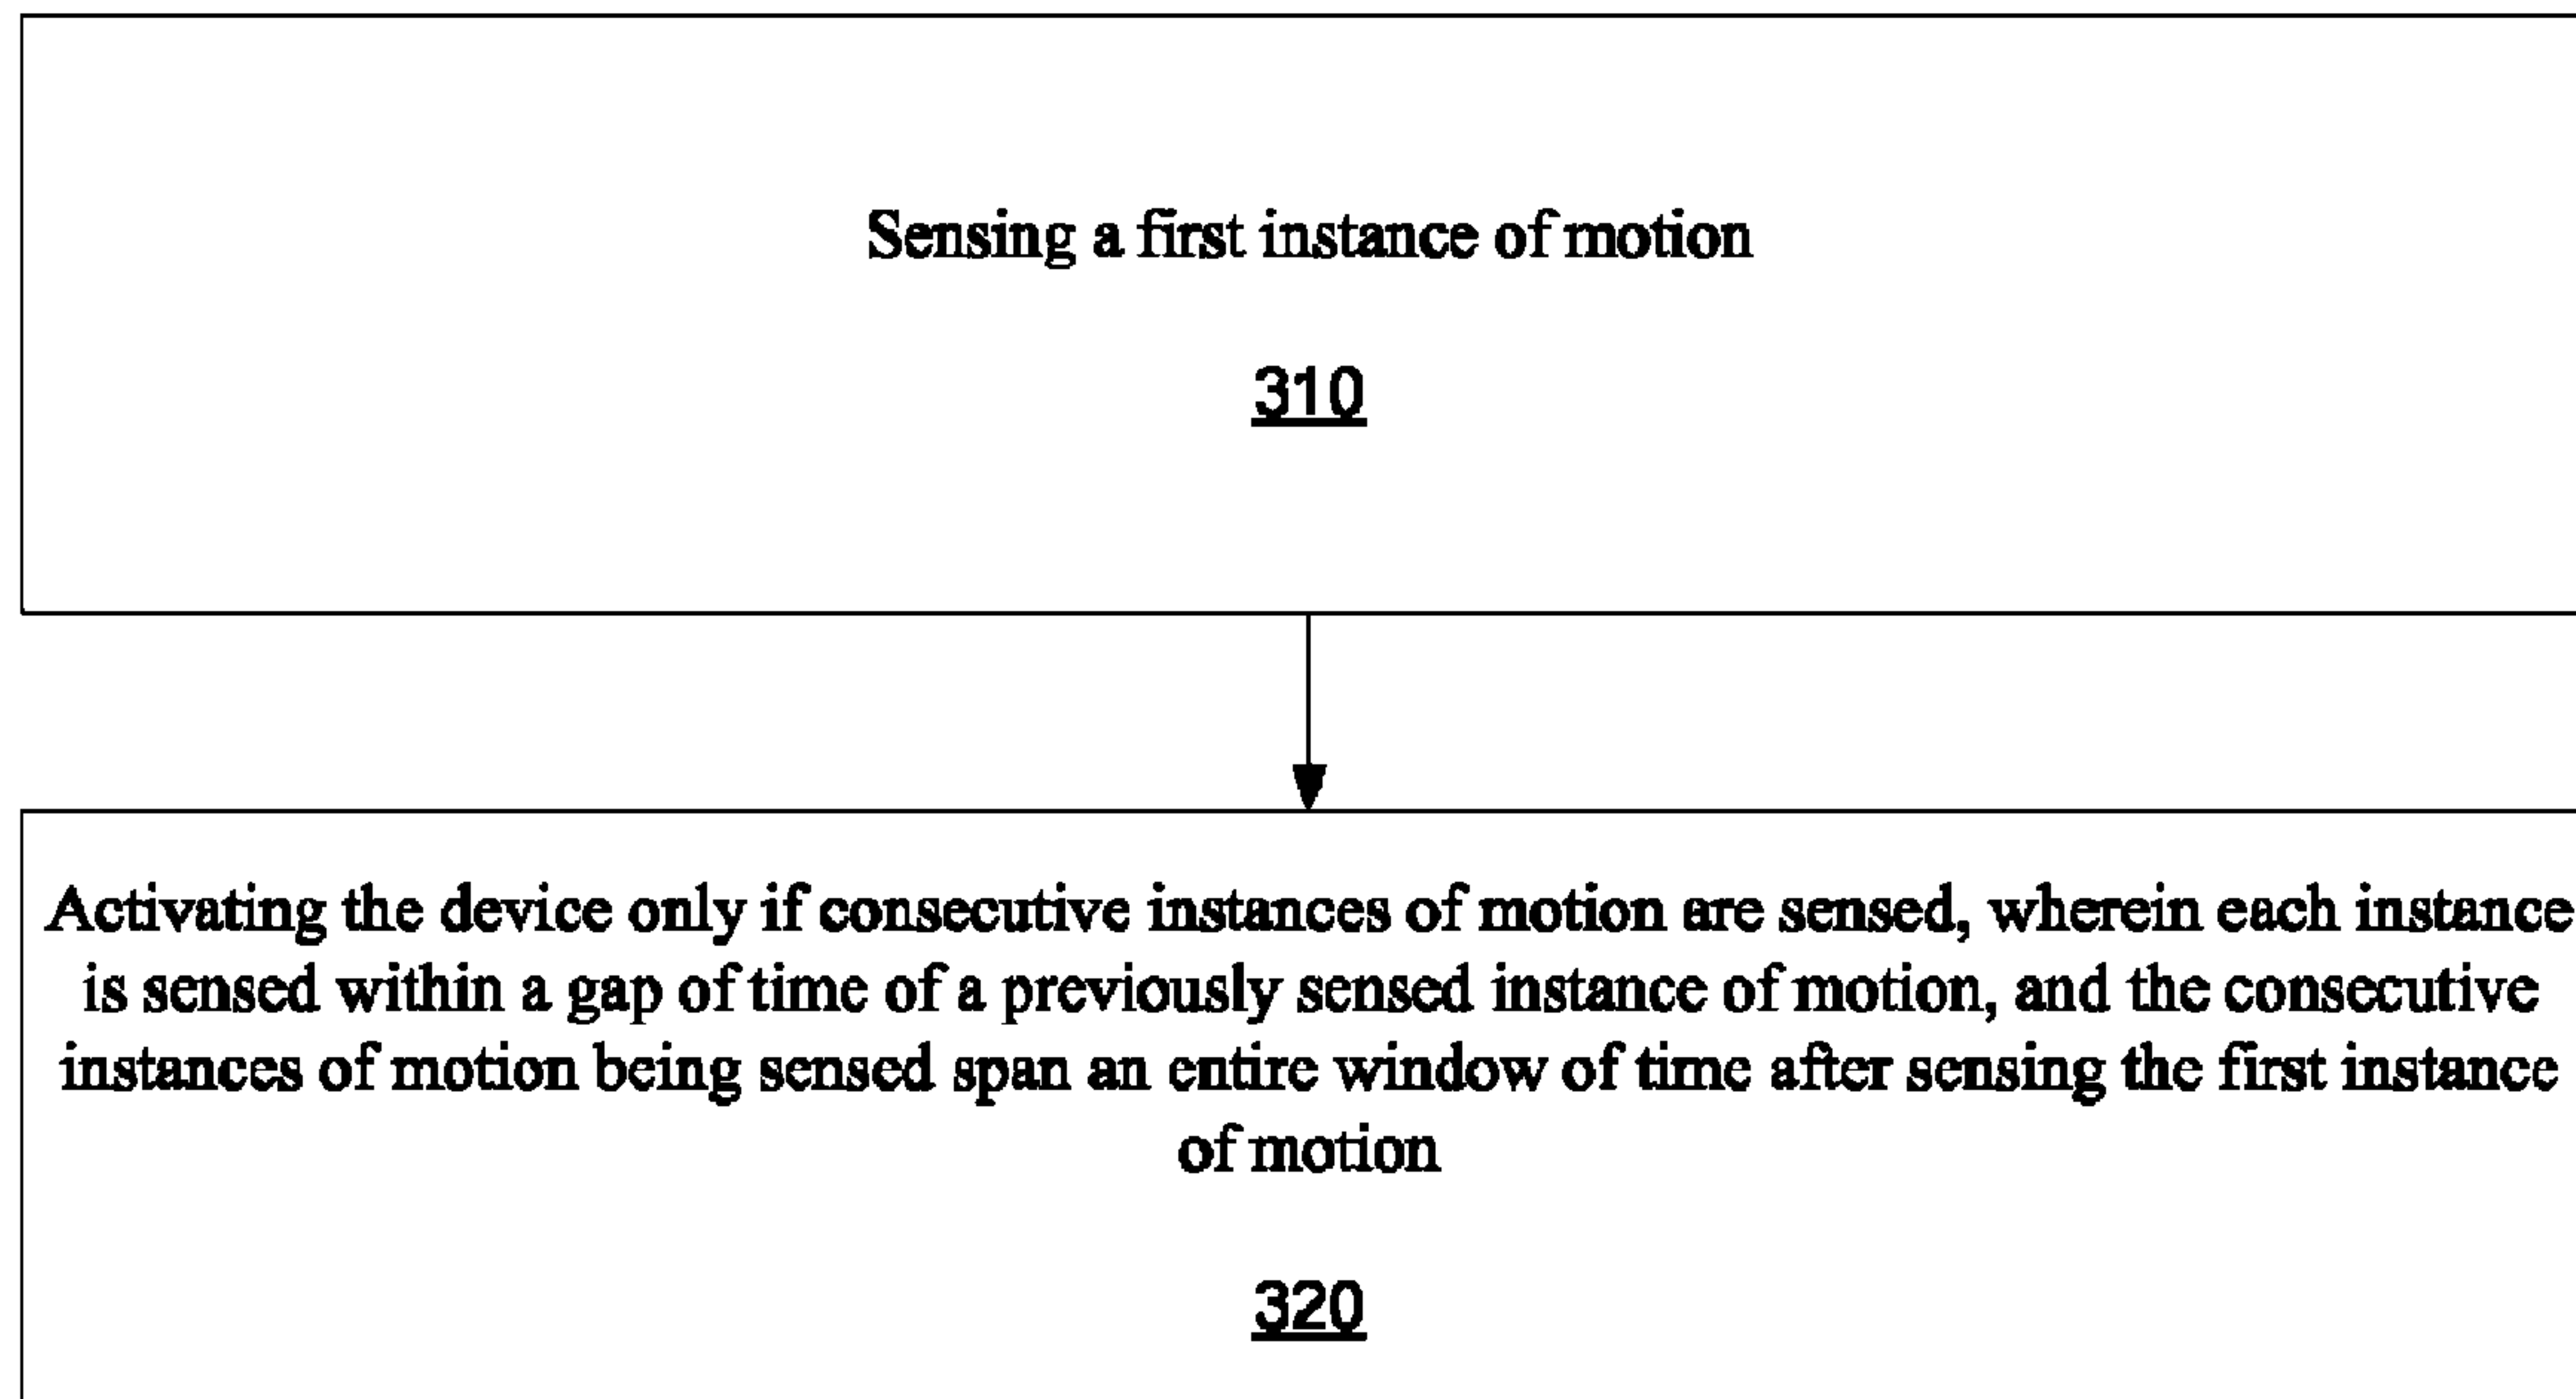 Sensing a first instance of motion
310
Activating the device only if consecutive instances of motion are sensed, wherein each instance
is sensed within a gap of time of a previously sensed instance of motion, and the consecutive
instances of motion being sensed span an entire window of time after sensing the first instance
of motion
320